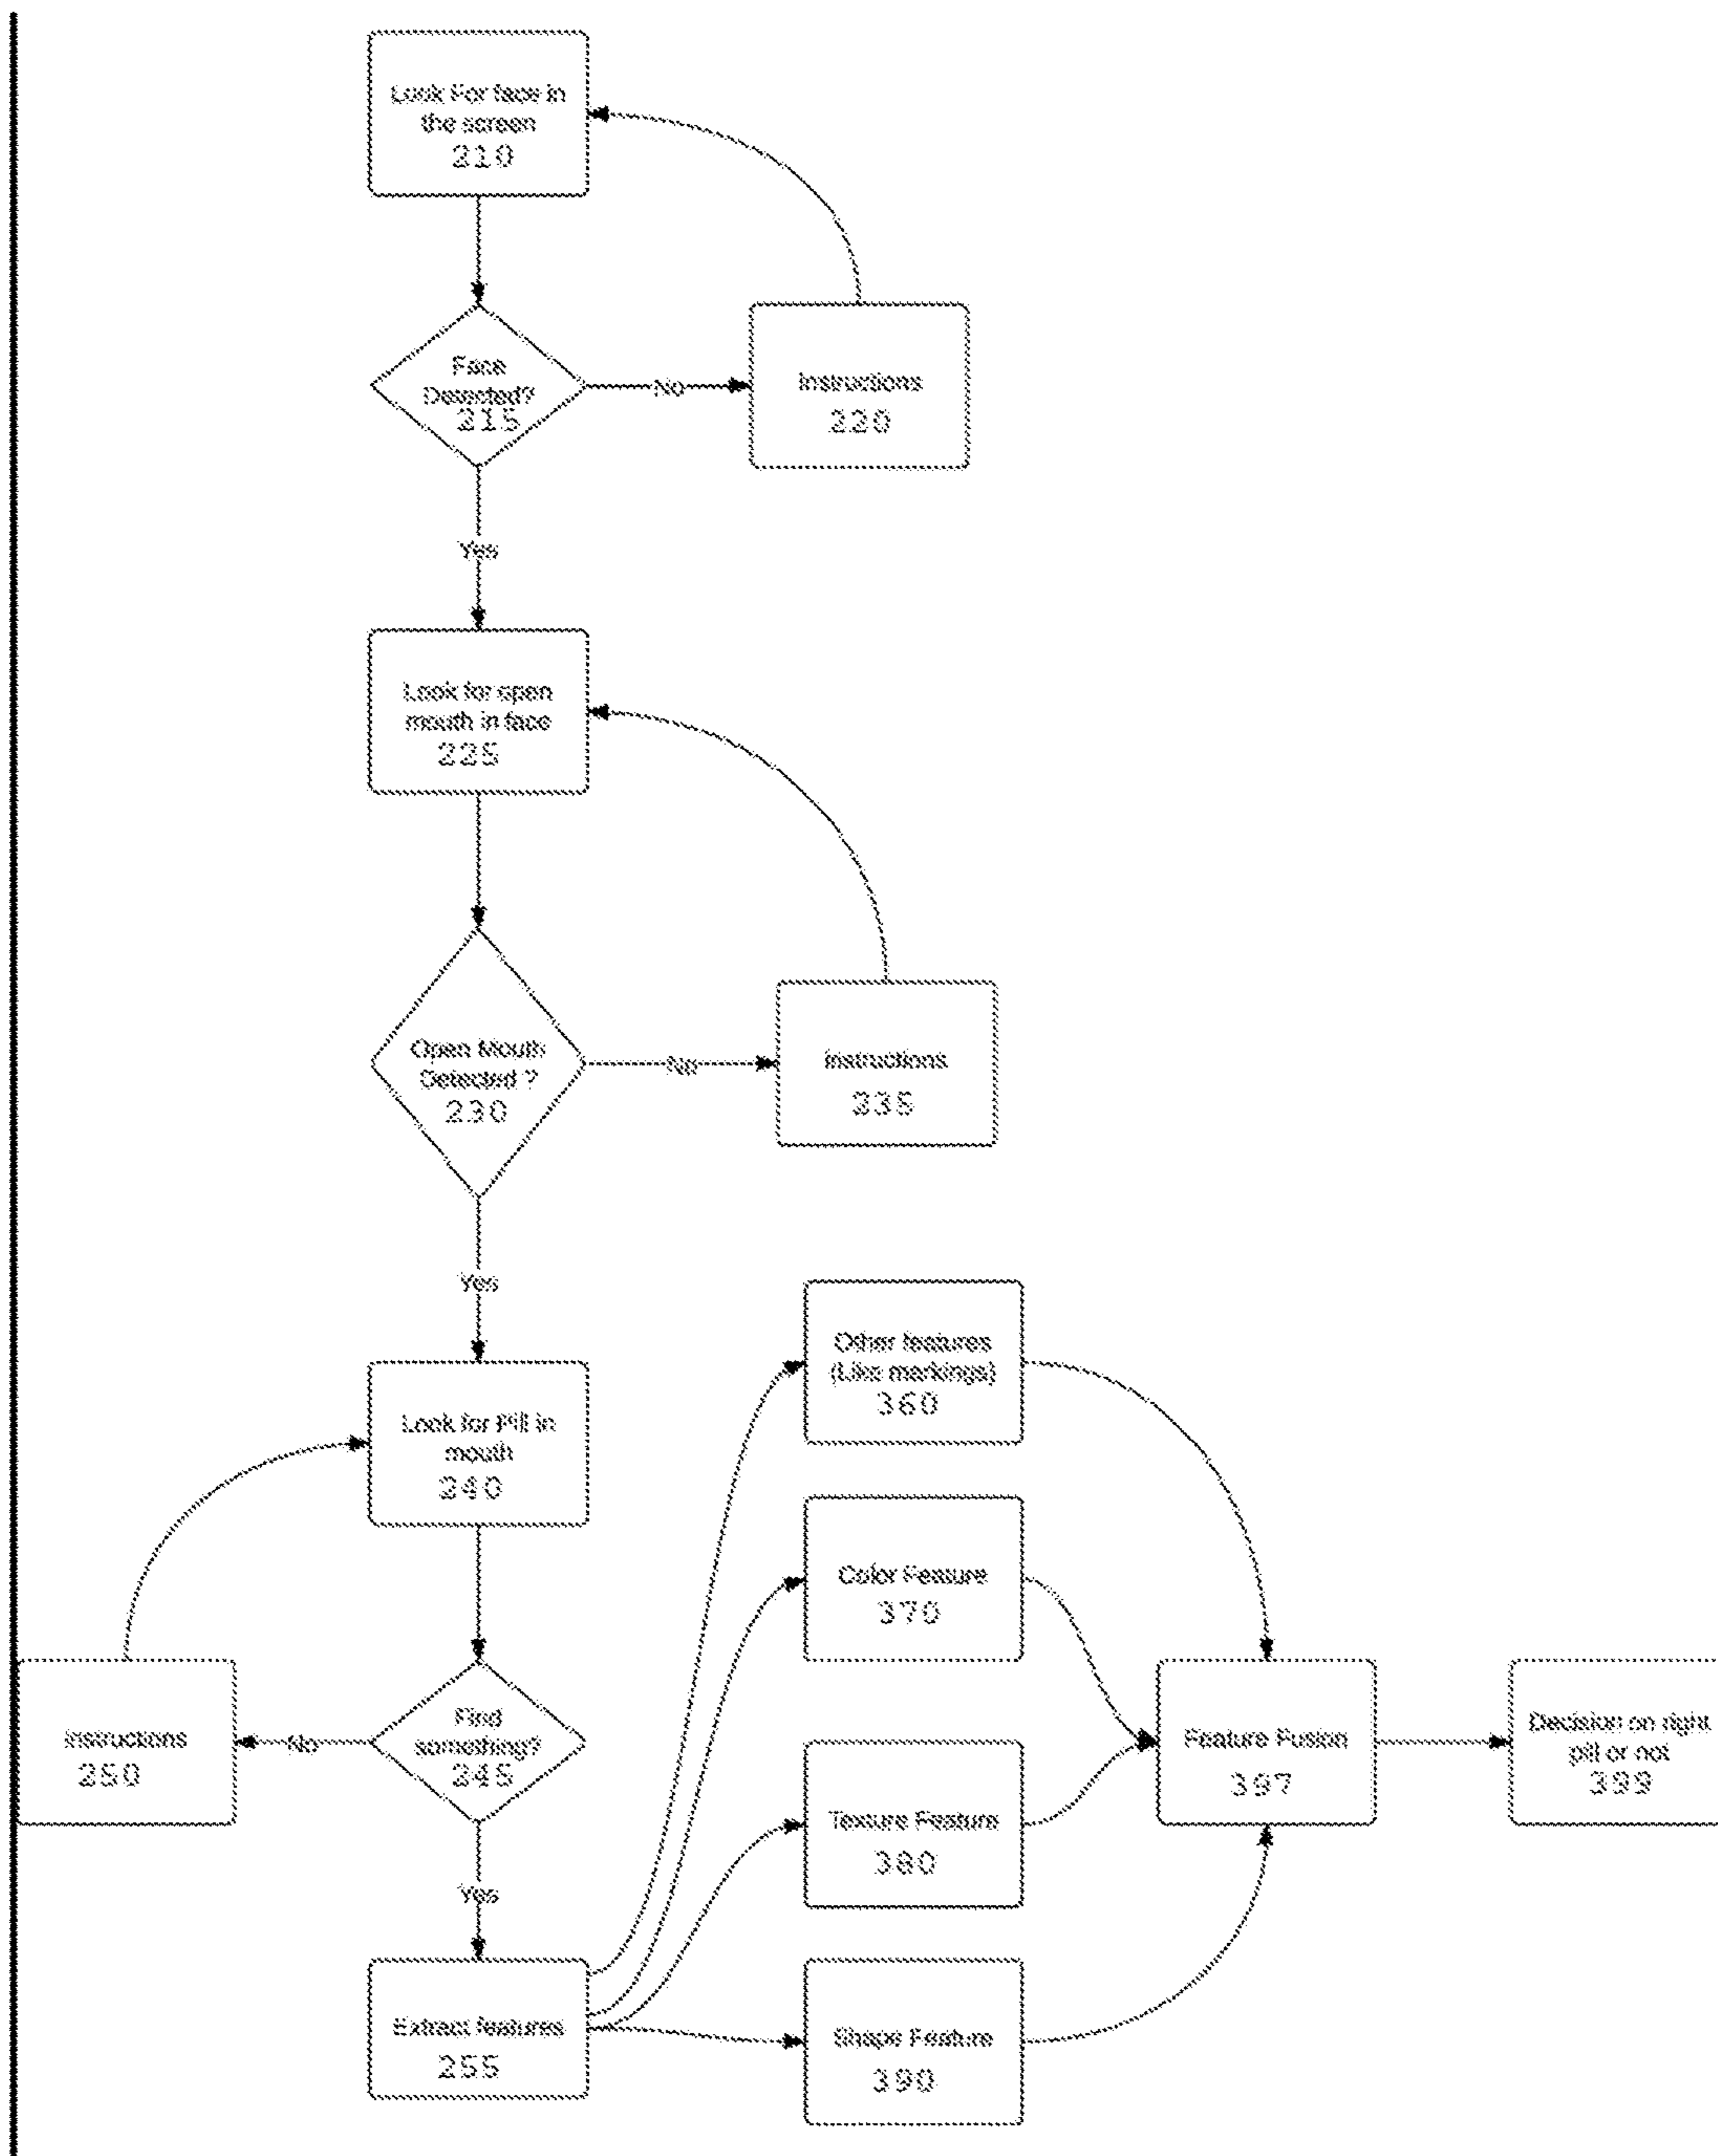 Look For face in
the screen
210
Face
Detected?
215
No
Instructions
220
Yes
Look for open
mouth in face
225
Open Mouth
Detected ?
230
No
Instructions
235
Yes
Other features
(Like markings)
360
Look for Pill in
mouth
240
Color Feature
370
Instructions
250
No
Find
something?
245
Feature Fusion
397
Decision on right
pill or not
399
Texture Feature
380
Yes
Extract features
255
Shape Feature
390